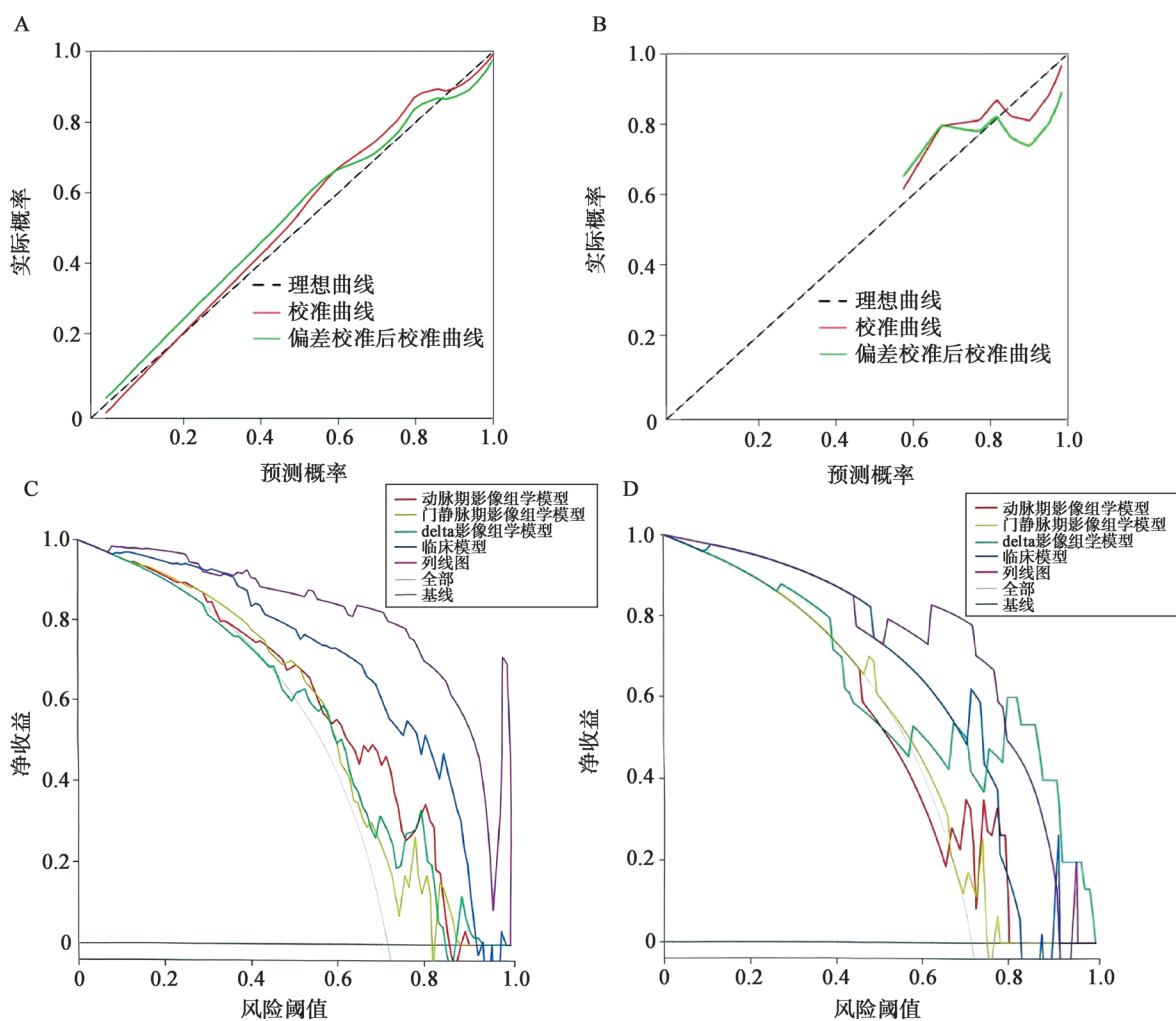 A
1.0
0.8
0.6
0.4
0.2
0
实际概率
理想曲线
校准曲线
偏差校准后校准曲线
0.2
0.4
0.6
0.8
1.0
预测概率
B
1.0
0.8
0.6
0.4
0.2
0
实际概率
理想曲线
校准曲线
偏差校准后校准曲线
0.2
0.4
0.6
0.8
1.0
预测概率
C
动脉期影像组学模型
门静脉期影像组学模型
delta影像组学模型
临床模型
列线图
全部
基线
1.0
0.8
0.6
0.4
0.2
0
净收益
0
0.2
0.4
0.6
0.8
1.0
风险阈值
D
动脉期影像组学模型
门静脉期影像组学模型
delta影像组学模型
临床模型
列线图
全部
基线
1.0
0.8
0.6
0.4
0.2
0
净收益
0
0.2
0.4
0.6
0.8
1.0
风险阈值